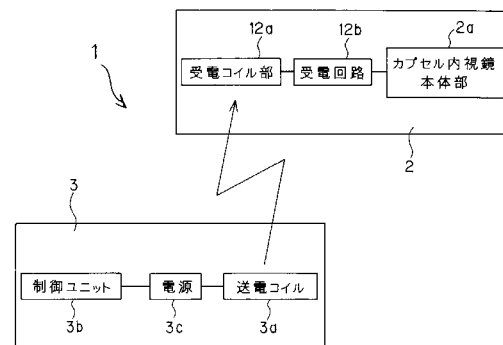 12a
12b
2a
1
受電コイル部
受電回路
カプセル内視鏡
本体部
2
3
制御ユニット
電源
送電コイル
3b
3c
3a